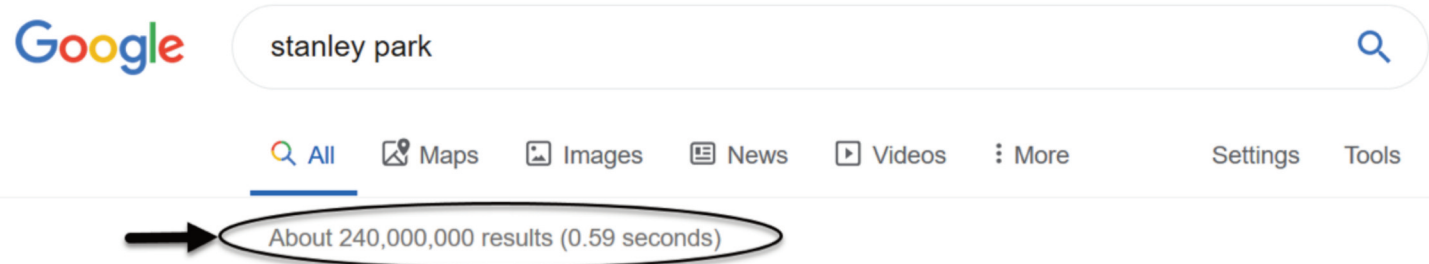 Google stanley park
All Maps Images News Videos More Settings Tools
About 240,000,000 results (0.59 seconds)